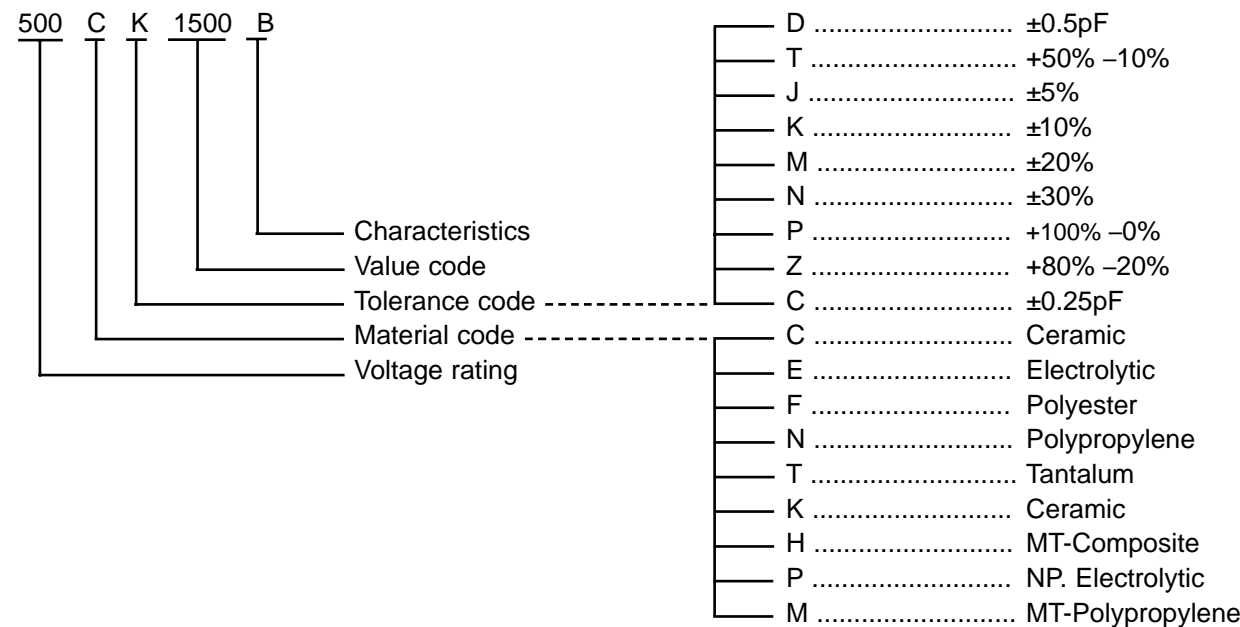 500 C K 1500 B
D ............................ ±0.5pF
T ............................. +50% –10%
J ............................. ±5%
K ............................ ±10%
M ............................ ±20%
N ............................ ±30%
Characteristics P ............................ +100% –0%
Value code Z ............................ +80% –20%
Tolerance code C ............................ ±0.25pF
Material code C ............................ Ceramic
Voltage rating E ............................ Electrolytic
F ............................ Polyester
N ............................ Polypropylene
T ............................. Tantalum
K ............................ Ceramic
H ............................ MT-Composite
P ............................ NP. Electrolytic
M ............................ MT-Polypropylene